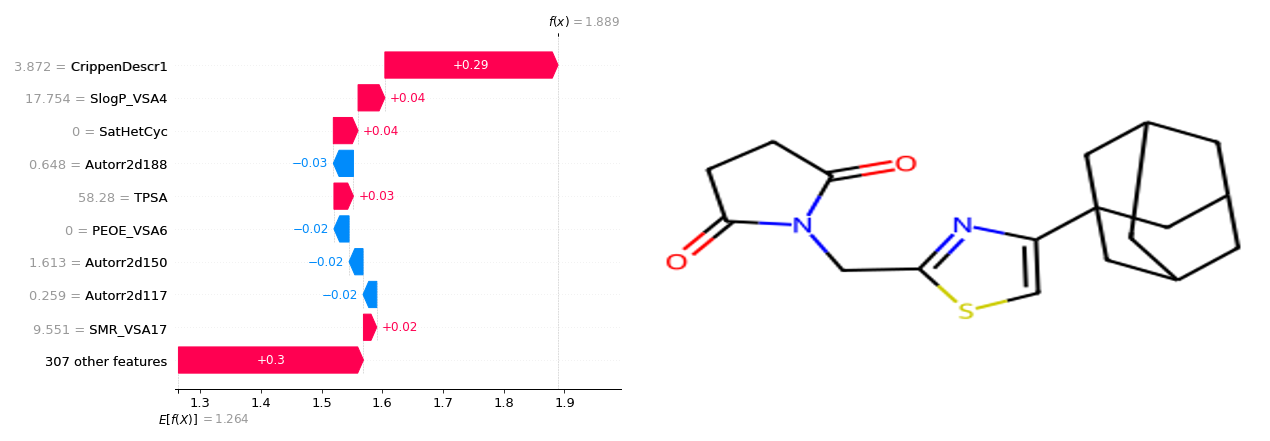 f(x) = 1.889
3.872 = CrippenDescr1
+0.29
17.754 = SlogP_VSA4
+0.04
0 = SatHetCyc
+0.04
0.648 = Autorr2d188
−0.03
58.28 = TPSA
+0.03
0 = PEOE_VSA6
−0.02
1.613 = Autorr2d150
−0.02
0.259 = Autorr2d117
−0.02
9.551 = SMR_VSA17
+0.02
307 other features
+0.3
1.3 1.4 1.5 1.6 1.7 1.8 1.9
E[f(X)] = 1.264
O
N
N
O
S